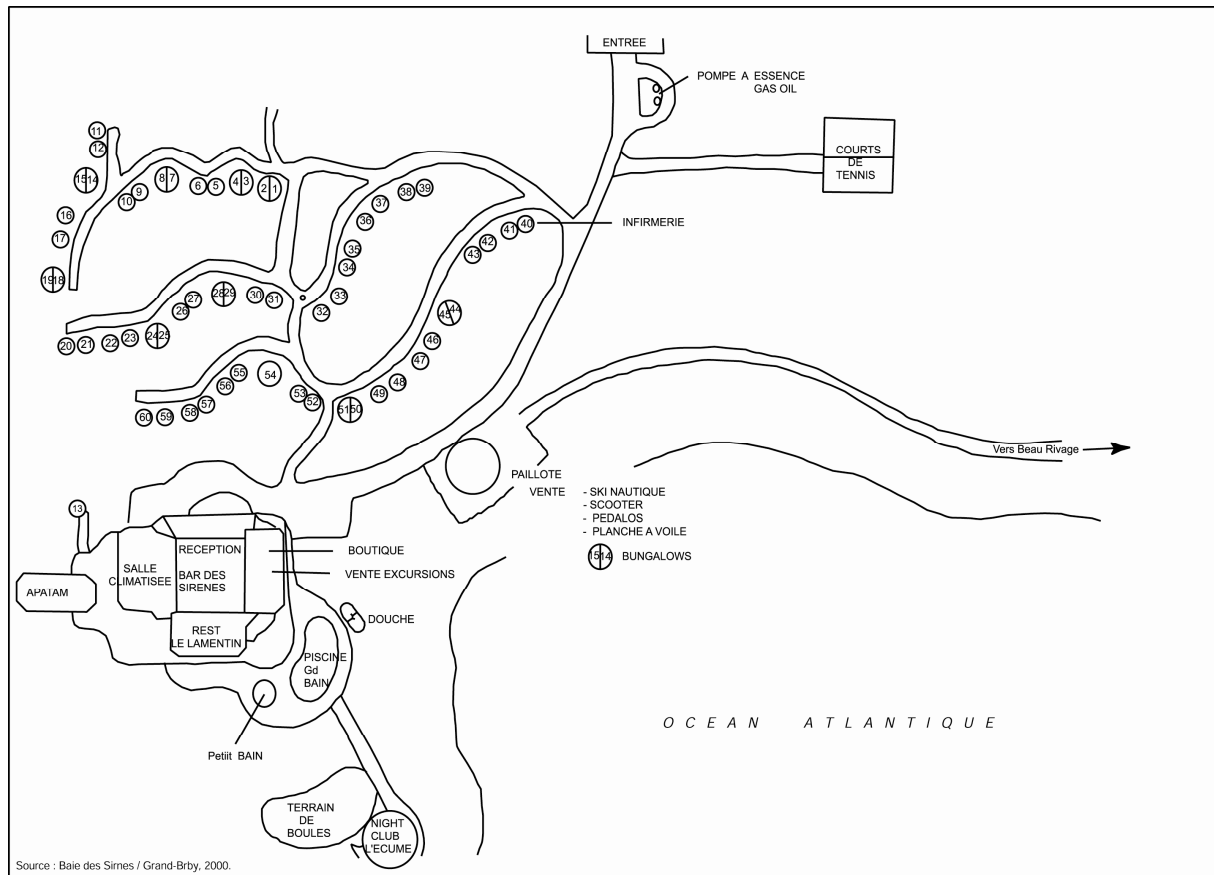 ENTREE
POMPE A ESSENCE
GAS OIL
COURTS
DE
TENNIS
INFIRMERIE
11
12
15 14
16
17
19 18
10
9
8 7
6
5
4 3
2 1
39
38
37
36
35
34
33
32
40
41
42
43
44
45
46
47
48
49
51 50
20
21
22
23
24 25
26
27
28 29
30
31
52
53
54
55
56
57
58
59
60
Vers Beau Rivage
PAILLOTE
VENTE - SKI NAUTIQUE
- SCOOTER
- PEDALOS
- PLANCHE A VOILE
15 14 BUNGALOWS
13
RECEPTION
BOUTIQUE
SALLE
CLIMATISEE
BAR DES
SIRENES
VENTE EXCURSIONS
APATAM
REST
LE LAMENTIN
DOUCHE
PISCINE
Gd
BAIN
Petiit BAIN
OCEAN ATLANTIQUE
TERRAIN
DE
BOULES
NIGHT
CLUB
L'ECUME
Source : Baie des Sirnes / Grand-Brby, 2000.